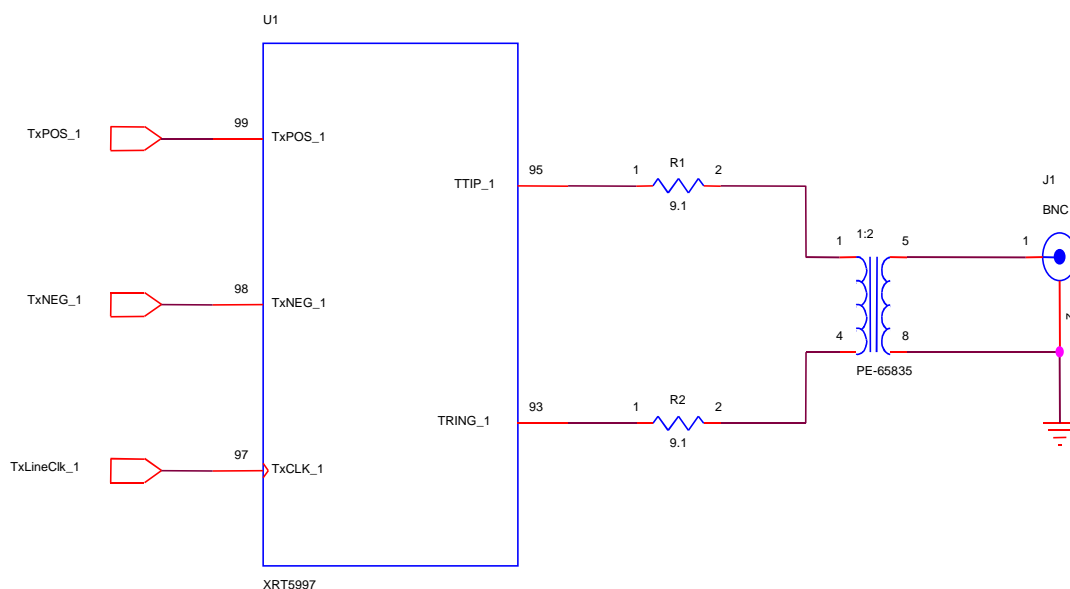 U1
TxPOS_1
99
TxPOS_1
TTIP_1
95
1
R1
2
9.1
J1
BNC
1
1:2
5
1
TxNEG_1
98
TxNEG_1
4
8
PE-65835
TRING_1
93
1
R2
2
9.1
TxLineClk_1
97
TxCLK_1
XRT5997